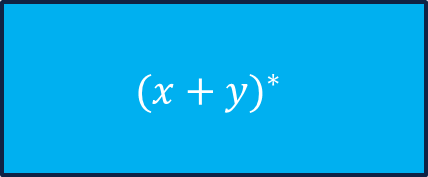 (x + y)*